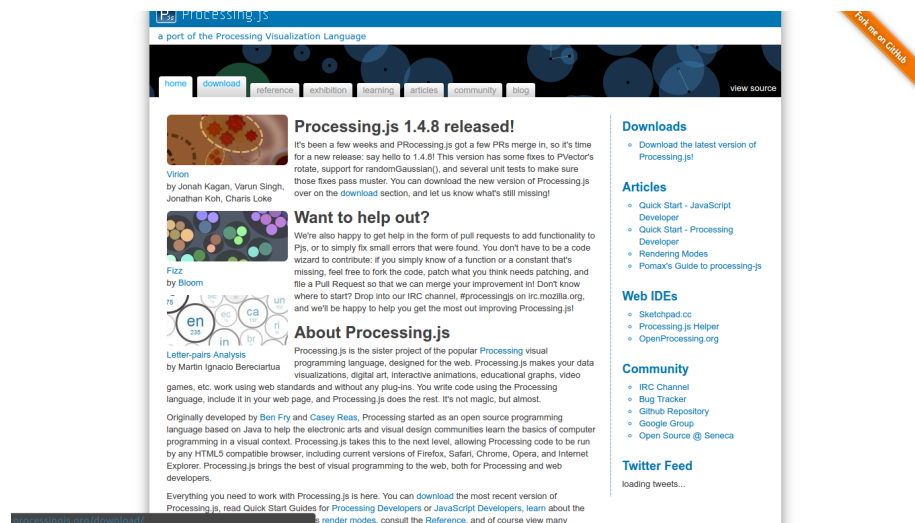 Processing.js
a port of the Processing Visualization Language
home
download
reference
exhibition
learning
articles
community
blog
view source
Fork me on GitHub
Virion
by Jonah Kagan, Varun Singh,
Jonathan Koh, Charis Loke
Fizz
by Bloom
en
235
ec
ca
un
in
br
ri
75
Letter-pairs Analysis
by Martin Ignacio Bereciartua
Processing.js 1.4.8 released!
It's been a few weeks and PRocessing.js got a few PRs merge in, so it's time
for a new release: say hello to 1.4.8! This version has some fixes to PVector's
rotate, support for randomGaussian(), and several unit tests to make sure
those fixes pass muster. You can download the new version of Processing.js
over on the download section, and let us know what's still missing!
Want to help out?
We're also happy to get help in the form of pull requests to add functionality to
Pjs, or to simply fix small errors that were found. You don't have to be a code
wizard to contribute: if you simply know of a function or a constant that's
missing, feel free to fork the code, patch what you think needs patching, and
file a Pull Request so that we can merge your improvement in! Don't know
where to start? Drop into our IRC channel, #processingjs on irc.mozilla.org,
and we'll be happy to help you get the most out improving Processing.js!
About Processing.js
Processing.js is the sister project of the popular Processing visual
programming language, designed for the web. Processing.js makes your data
visualizations, digital art, interactive animations, educational graphs, video
games, etc. work using web standards and without any plug-ins. You write code using the Processing
language, include it in your web page, and Processing.js does the rest. It's not magic, but almost.
Originally developed by Ben Fry and Casey Reas, Processing started as an open source programming
language based on Java to help the electronic arts and visual design communities learn the basics of computer
programming in a visual context. Processing.js takes this to the next level, allowing Processing code to be run
by any HTML5 compatible browser, including current versions of Firefox, Safari, Chrome, Opera, and Internet
Explorer. Processing.js brings the best of visual programming to the web, both for Processing and web
developers.
Everything you need to work with Processing.js is here. You can download the most recent version of
Processing.js, read Quick Start Guides for Processing Developers or JavaScript Developers, learn about the
render modes, consult the Reference, and of course view many
processingjs.org/download/
Downloads
Download the latest version of
Processing.js!
Articles
Quick Start - JavaScript
Developer
Quick Start - Processing
Developer
Rendering Modes
Pomax's Guide to processing-js
Web IDEs
Sketchpad.cc
Processing.js Helper
OpenProcessing.org
Community
IRC Channel
Bug Tracker
Github Repository
Google Group
Open Source @ Seneca
Twitter Feed
loading tweets...